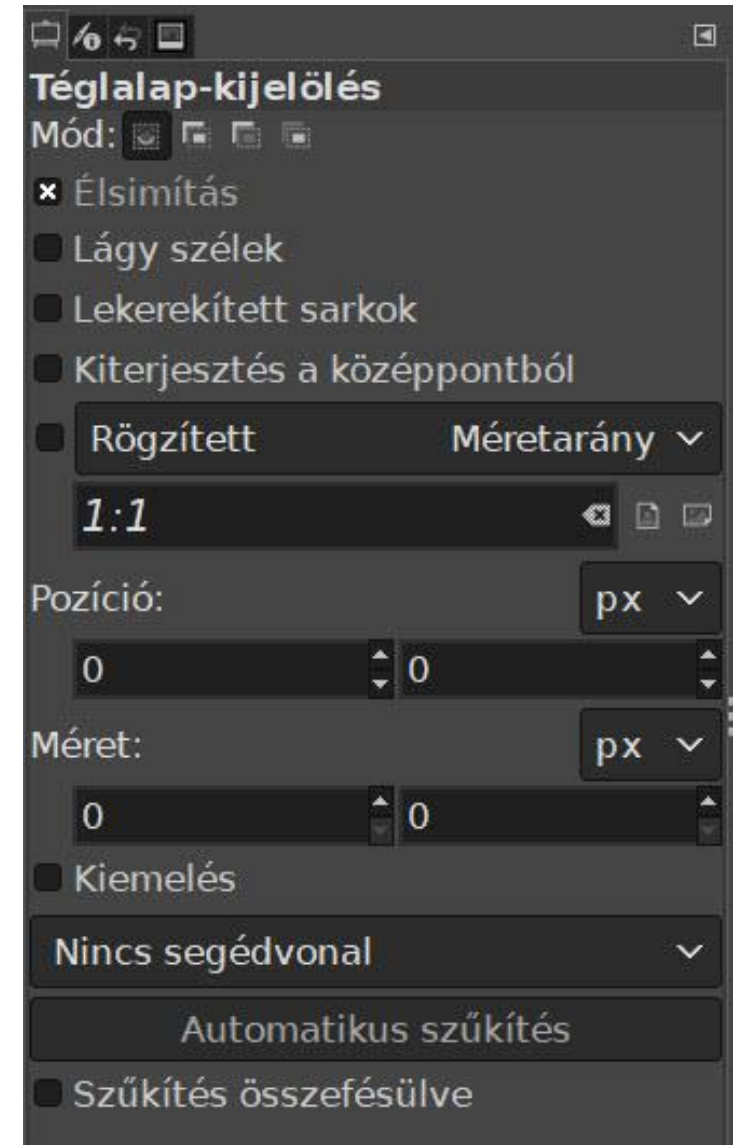 Téglalap-kijelölés
Mód:
Élsimítás
Lágy szélek
Lekerekített sarkok
Kiterjesztés a középpontból
Rögzített Méretarány
1:1
Pozíció: px
0 0
Méret: px
0 0
Kiemelés
Nincs segédvonal
Automatikus szűkítés
Szűkítés összefésülve